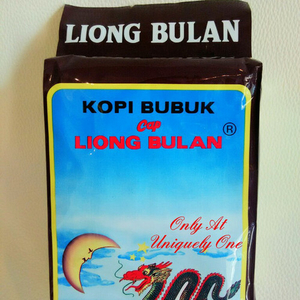 LIONG BULAN
KOPI BUBUK
Cap
LIONG BULAN ®
Only At
Uniquely One